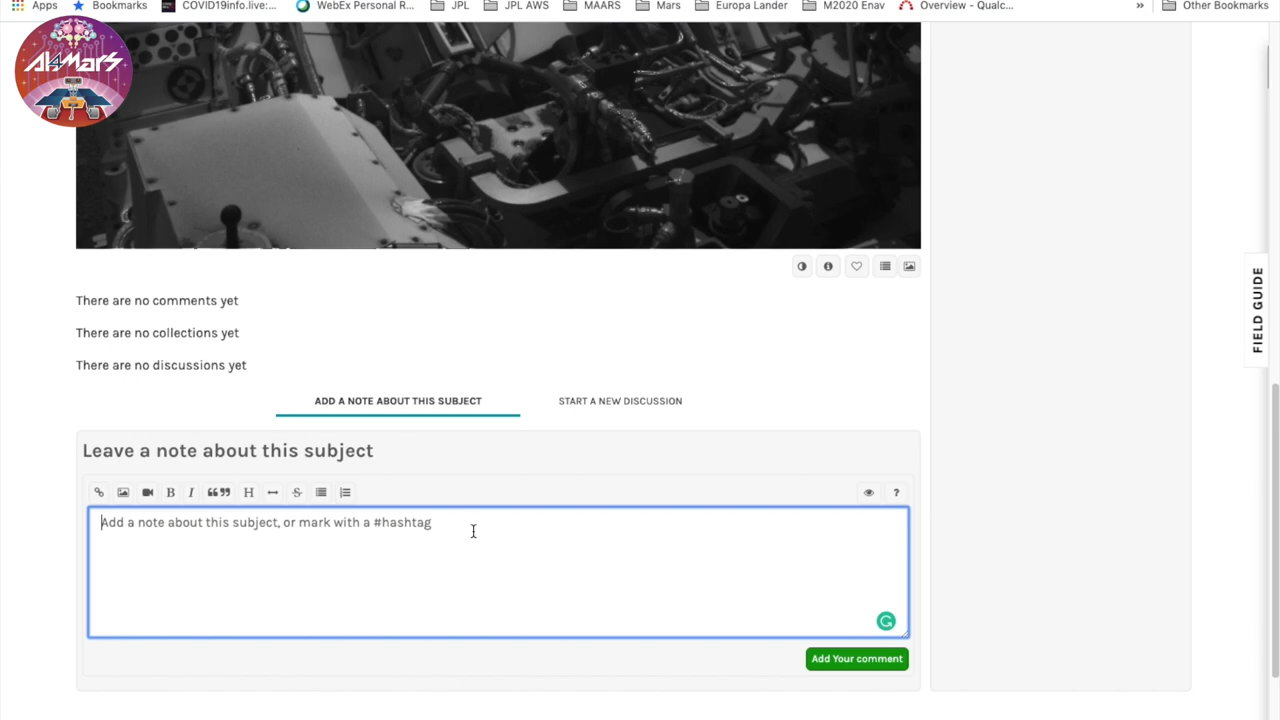 Apps Bookmarks COVID19info.live:... WebEx Personal R... JPL JPL AWS MAARS Mars Europa Lander M2020 Enav Overview - Qualc... » Other Bookmarks
AI4Mars
There are no comments yet
There are no collections yet
There are no discussions yet
ADD A NOTE ABOUT THIS SUBJECT START A NEW DISCUSSION
Leave a note about this subject
B I H S ?
Add a note about this subject, or mark with a #hashtag
Add Your comment
FIELD GUIDE